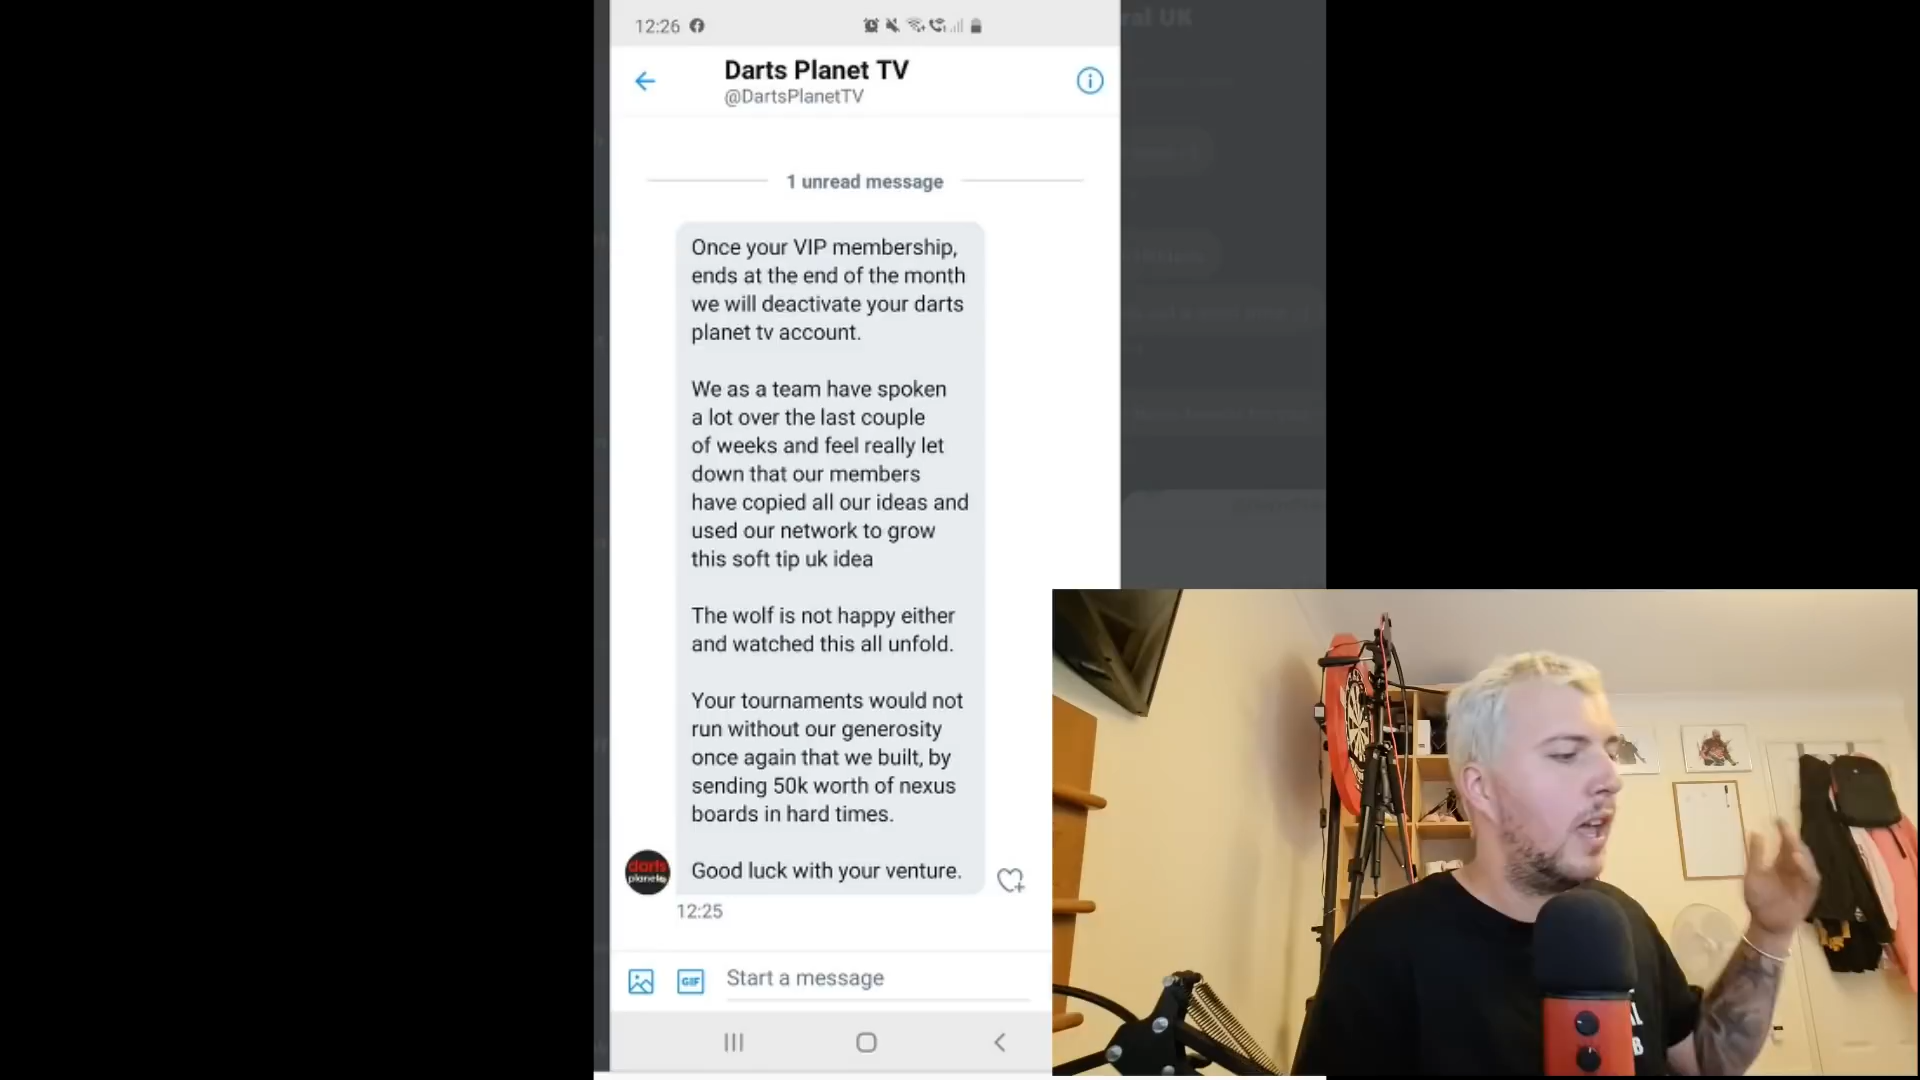 ral UK
12:26
Darts Planet TV
@DartsPlanetTV
1 unread message
Once your VIP membership,
ends at the end of the month
we will deactivate your darts
planet tv account.
We as a team have spoken
a lot over the last couple
of weeks and feel really let
down that our members
have copied all our ideas and
used our network to grow
this soft tip uk idea
The wolf is not happy either
and watched this all unfold.
Your tournaments would not
run without our generosity
once again that we built, by
sending 50k worth of nexus
boards in hard times.
Good luck with your venture.
darts
planet
12:25
GIF
Start a message